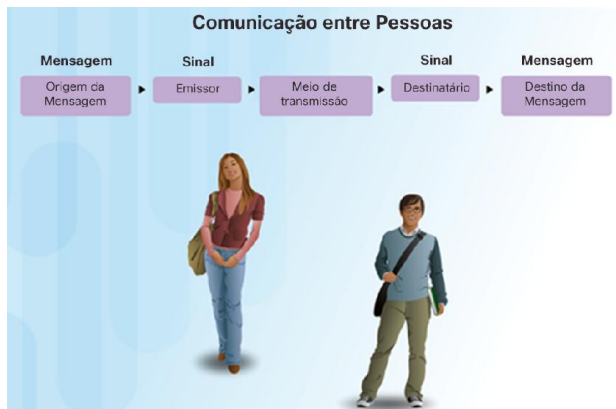 Comunicação entre Pessoas
Mensagem
Sinal
Sinal
Mensagem
Origem da
Mensagem
Emissor
Meio de
transmissão
Destinatário
Destino da
Mensagem